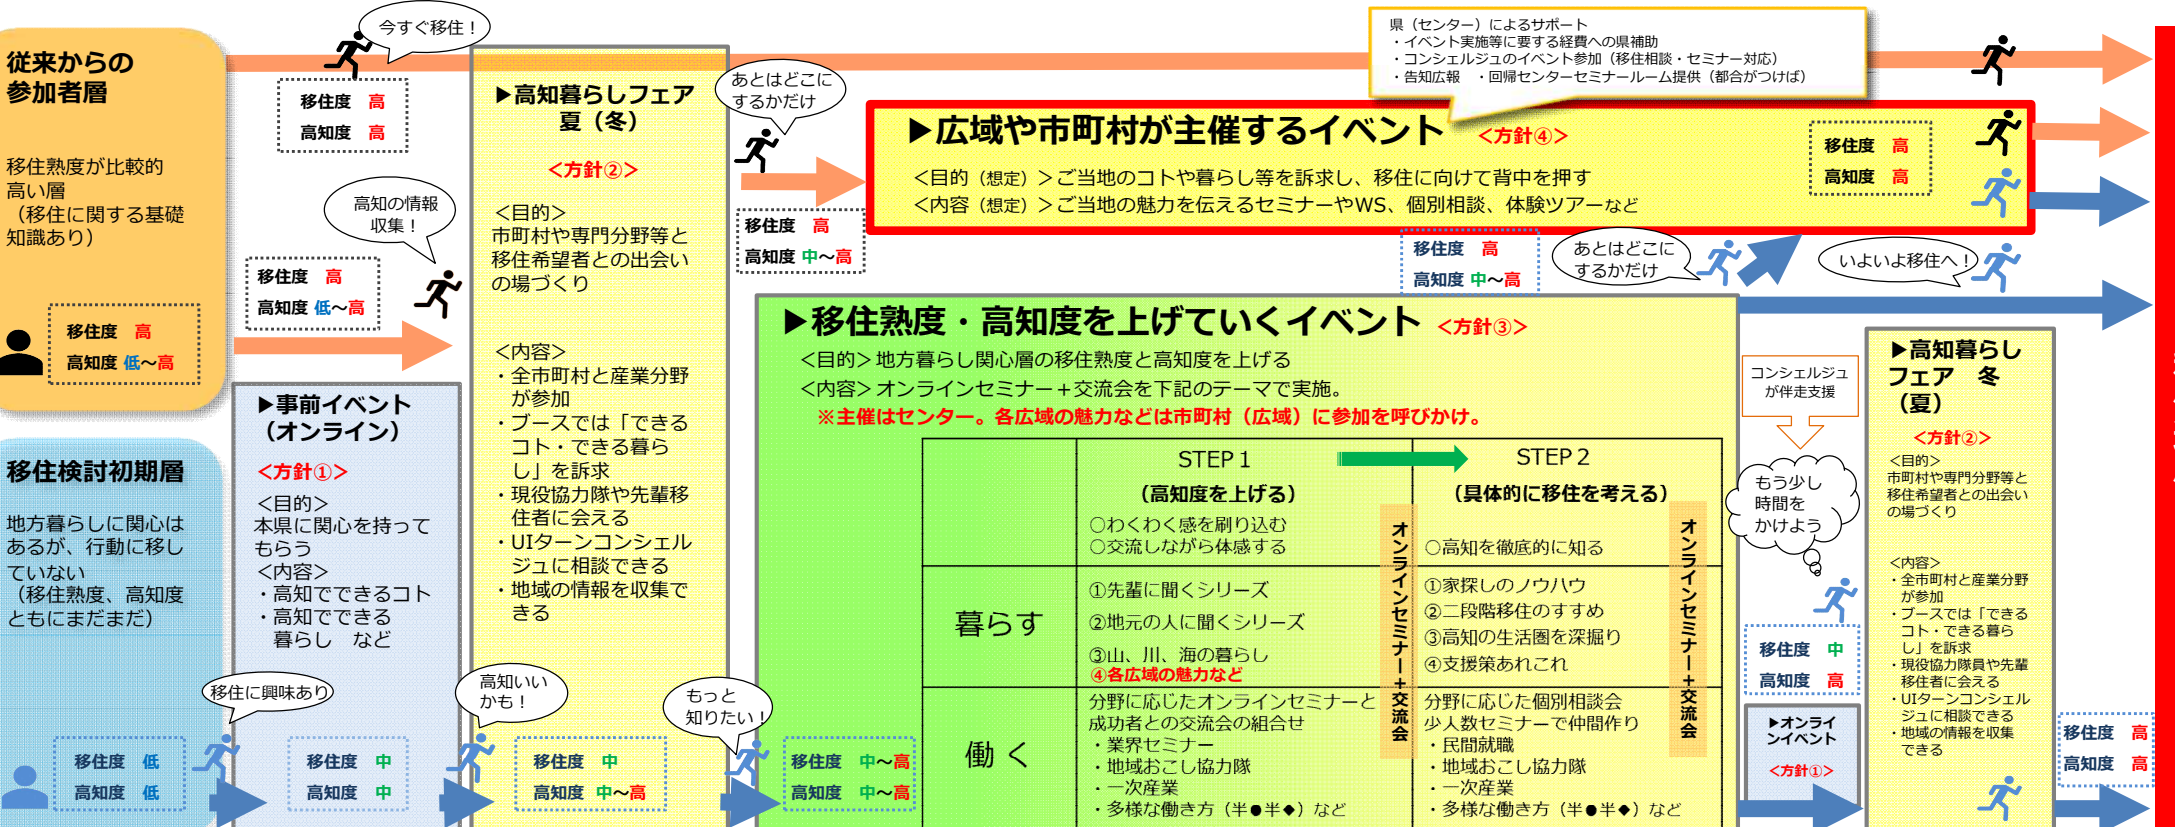 従来からの
参加者層
移住熟度が比較的
高い層
（移住に関する基礎
知識あり）
移住度　高
高知度 低～高
移住検討初期層
地方暮らしに関心は
あるが、行動に移し
ていない
（移住熟度、高知度
ともにまだまだ）
移住度　低
高知度　低
今すぐ移住！
移住度　高
高知度　高
高知の情報
収集！
移住度　高
高知度 低～高
▶事前イベント
（オンライン）
＜方針①＞
＜目的＞
本県に関心を持って
もらう
＜内容＞
・高知でできるコト
・高知でできる
暮らし　など
移住に興味あり
移住度　中
高知度　中
▶高知暮らしフェア
夏（冬）
＜方針②＞
＜目的＞
市町村や専門分野等と
移住希望者との出会い
の場づくり
＜内容＞
・全市町村と産業分野
が参加
・ブースでは「できる
コト・できる暮ら
し」を訴求
・現役協力隊や先輩移
住者に会える
・UIターンコンシェル
ジュに相談できる
・地域の情報を収集で
きる
高知いい
かも！
移住度　中
高知度　中～高
あとはどこに
するかだけ
移住度　高
高知度 中～高
もっと
知りたい！
移住度　中～高
高知度　中～高
県（センター）によるサポート
・イベント実施等に要する経費への県補助
・コンシェルジュのイベント参加（移住相談・セミナー対応）
・告知広報　・回帰センターセミナールーム提供（都合がつけば）
▶広域や市町村が主催するイベント　＜方針④＞
＜目的（想定）＞ご当地のコトや暮らし等を訴求し、移住に向けて背中を押す
＜内容（想定）＞ご当地の魅力を伝えるセミナーやWS、個別相談、体験ツアーなど
移住度　高
高知度　高
移住度　高
高知度 中～高
あとはどこに
するかだけ
いよいよ移住へ！
▶移住熟度・高知度を上げていくイベント ＜方針③＞
＜目的＞地方暮らし関心層の移住熟度と高知度を上げる
＜内容＞オンラインセミナー＋交流会を下記のテーマで実施。
※主催はセンター。各広域の魅力などは市町村（広域）に参加を呼びかけ。
STEP１
（高知度を上げる）
○わくわく感を刷り込む
○交流しながら体感する
STEP２
（具体的に移住を考える）
○高知を徹底的に知る
暮らす
①先輩に聞くシリーズ
②地元の人に聞くシリーズ
③山、川、海の暮らし
④各広域の魅力など
①家探しのノウハウ
②二段階移住のすすめ
③高知の生活圏を深掘り
④支援策あれこれ
働く
分野に応じたオンラインセミナーと
成功者との交流会の組合せ
・業界セミナー
・地域おこし協力隊
・一次産業
・多様な働き方（半●半◆）など
分野に応じた個別相談会
少人数セミナーで仲間作り
・民間就職
・地域おこし協力隊
・一次産業
・多様な働き方（半●半◆）など
オンラインセミナー＋交流会
オンラインセミナー＋交流会
コンシェルジュ
が伴走支援
もう少し
時間を
かけよう
移住度　中
高知度　高
▶オンライ
ンイベント
＜方針①＞
▶高知暮らし
フェア　冬
（夏）
＜方針②＞
＜目的＞
市町村や専門分野等と
移住希望者との出会い
の場づくり
＜内容＞
・全市町村と産業分野
が参加
・ブースでは「できる
コト・できる暮ら
し」を訴求
・現役協力隊員や先輩
移住者に会える
・UIターンコンシェル
ジュに相談できる
・地域の情報を収集
できる
移住度　高
高知度　高